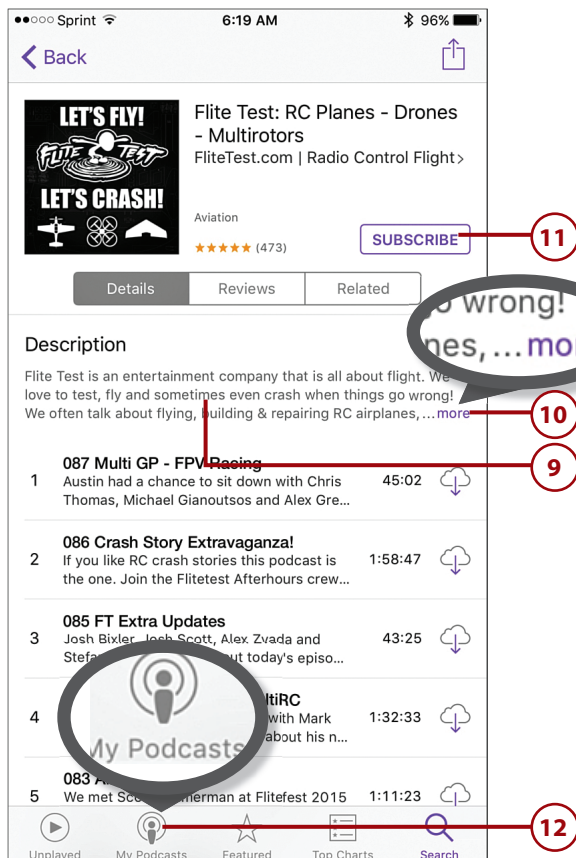 Sprint 6:19 AM 96%
Back
LET'S FLY!
FLITE TEST
LET'S CRASH!
Flite Test: RC Planes - Drones
- Multirotors
FliteTest.com | Radio Control Flight>
Aviation
(473)
SUBSCRIBE
11
Details Reviews Related
go wrong!
nes, ... mo
Description
Flite Test is an entertainment company that is all about flight. We
love to test, fly and sometimes even crash when things go wrong!
We often talk about flying, building & repairing RC airplanes, ... more
10
9
087 Multi GP - FPV Racing
1 Austin had a chance to sit down with Chris 45:02
Thomas, Michael Gianoutsos and Alex Gre...
086 Crash Story Extravaganza!
2 If you like RC crash stories this podcast is 1:58:47
the one. Join the Flitetest Afterhours crew...
085 FT Extra Updates
3 Josh Bixler, Josh Scott, Alex Zvada and 43:25
Stefa ut today's episo...
ltiRC
4 with Mark 1:32:33
about his n...
My Podcasts
083 A
5 We met Sco merman at Flitefest 2015 1:11:23
12
Unplayed My Podcasts Featured Top Charts Search